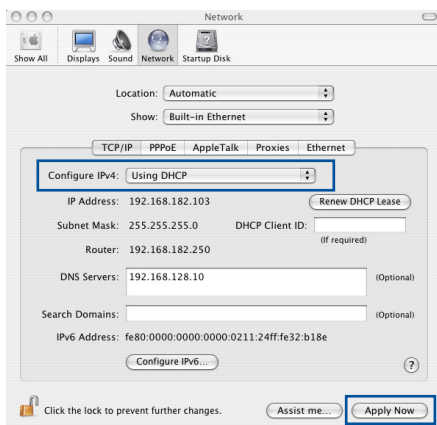 Network
Show All Displays Sound Network Startup Disk
Location: Automatic
Show: Built-in Ethernet
TCP/IP PPPoE AppleTalk Proxies Ethernet
Configure IPv4: Using DHCP
IP Address: 192.168.182.103 Renew DHCP Lease
Subnet Mask: 255.255.255.0 DHCP Client ID:
(If required)
Router: 192.168.182.250
DNS Servers: 192.168.128.10 (Optional)
Search Domains: (Optional)
IPv6 Address: fe80:0000:0000:0000:0211:24ff:fe32:b18e
Configure IPv6... ?
Click the lock to prevent further changes. Assist me... Apply Now